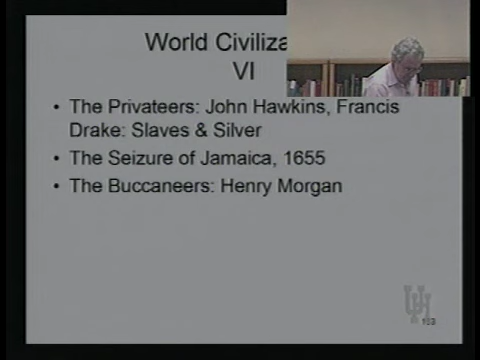 World Civiliza
VI
• The Privateers: John Hawkins, Francis
Drake: Slaves & Silver
• The Seizure of Jamaica, 1655
• The Buccaneers: Henry Morgan
UH